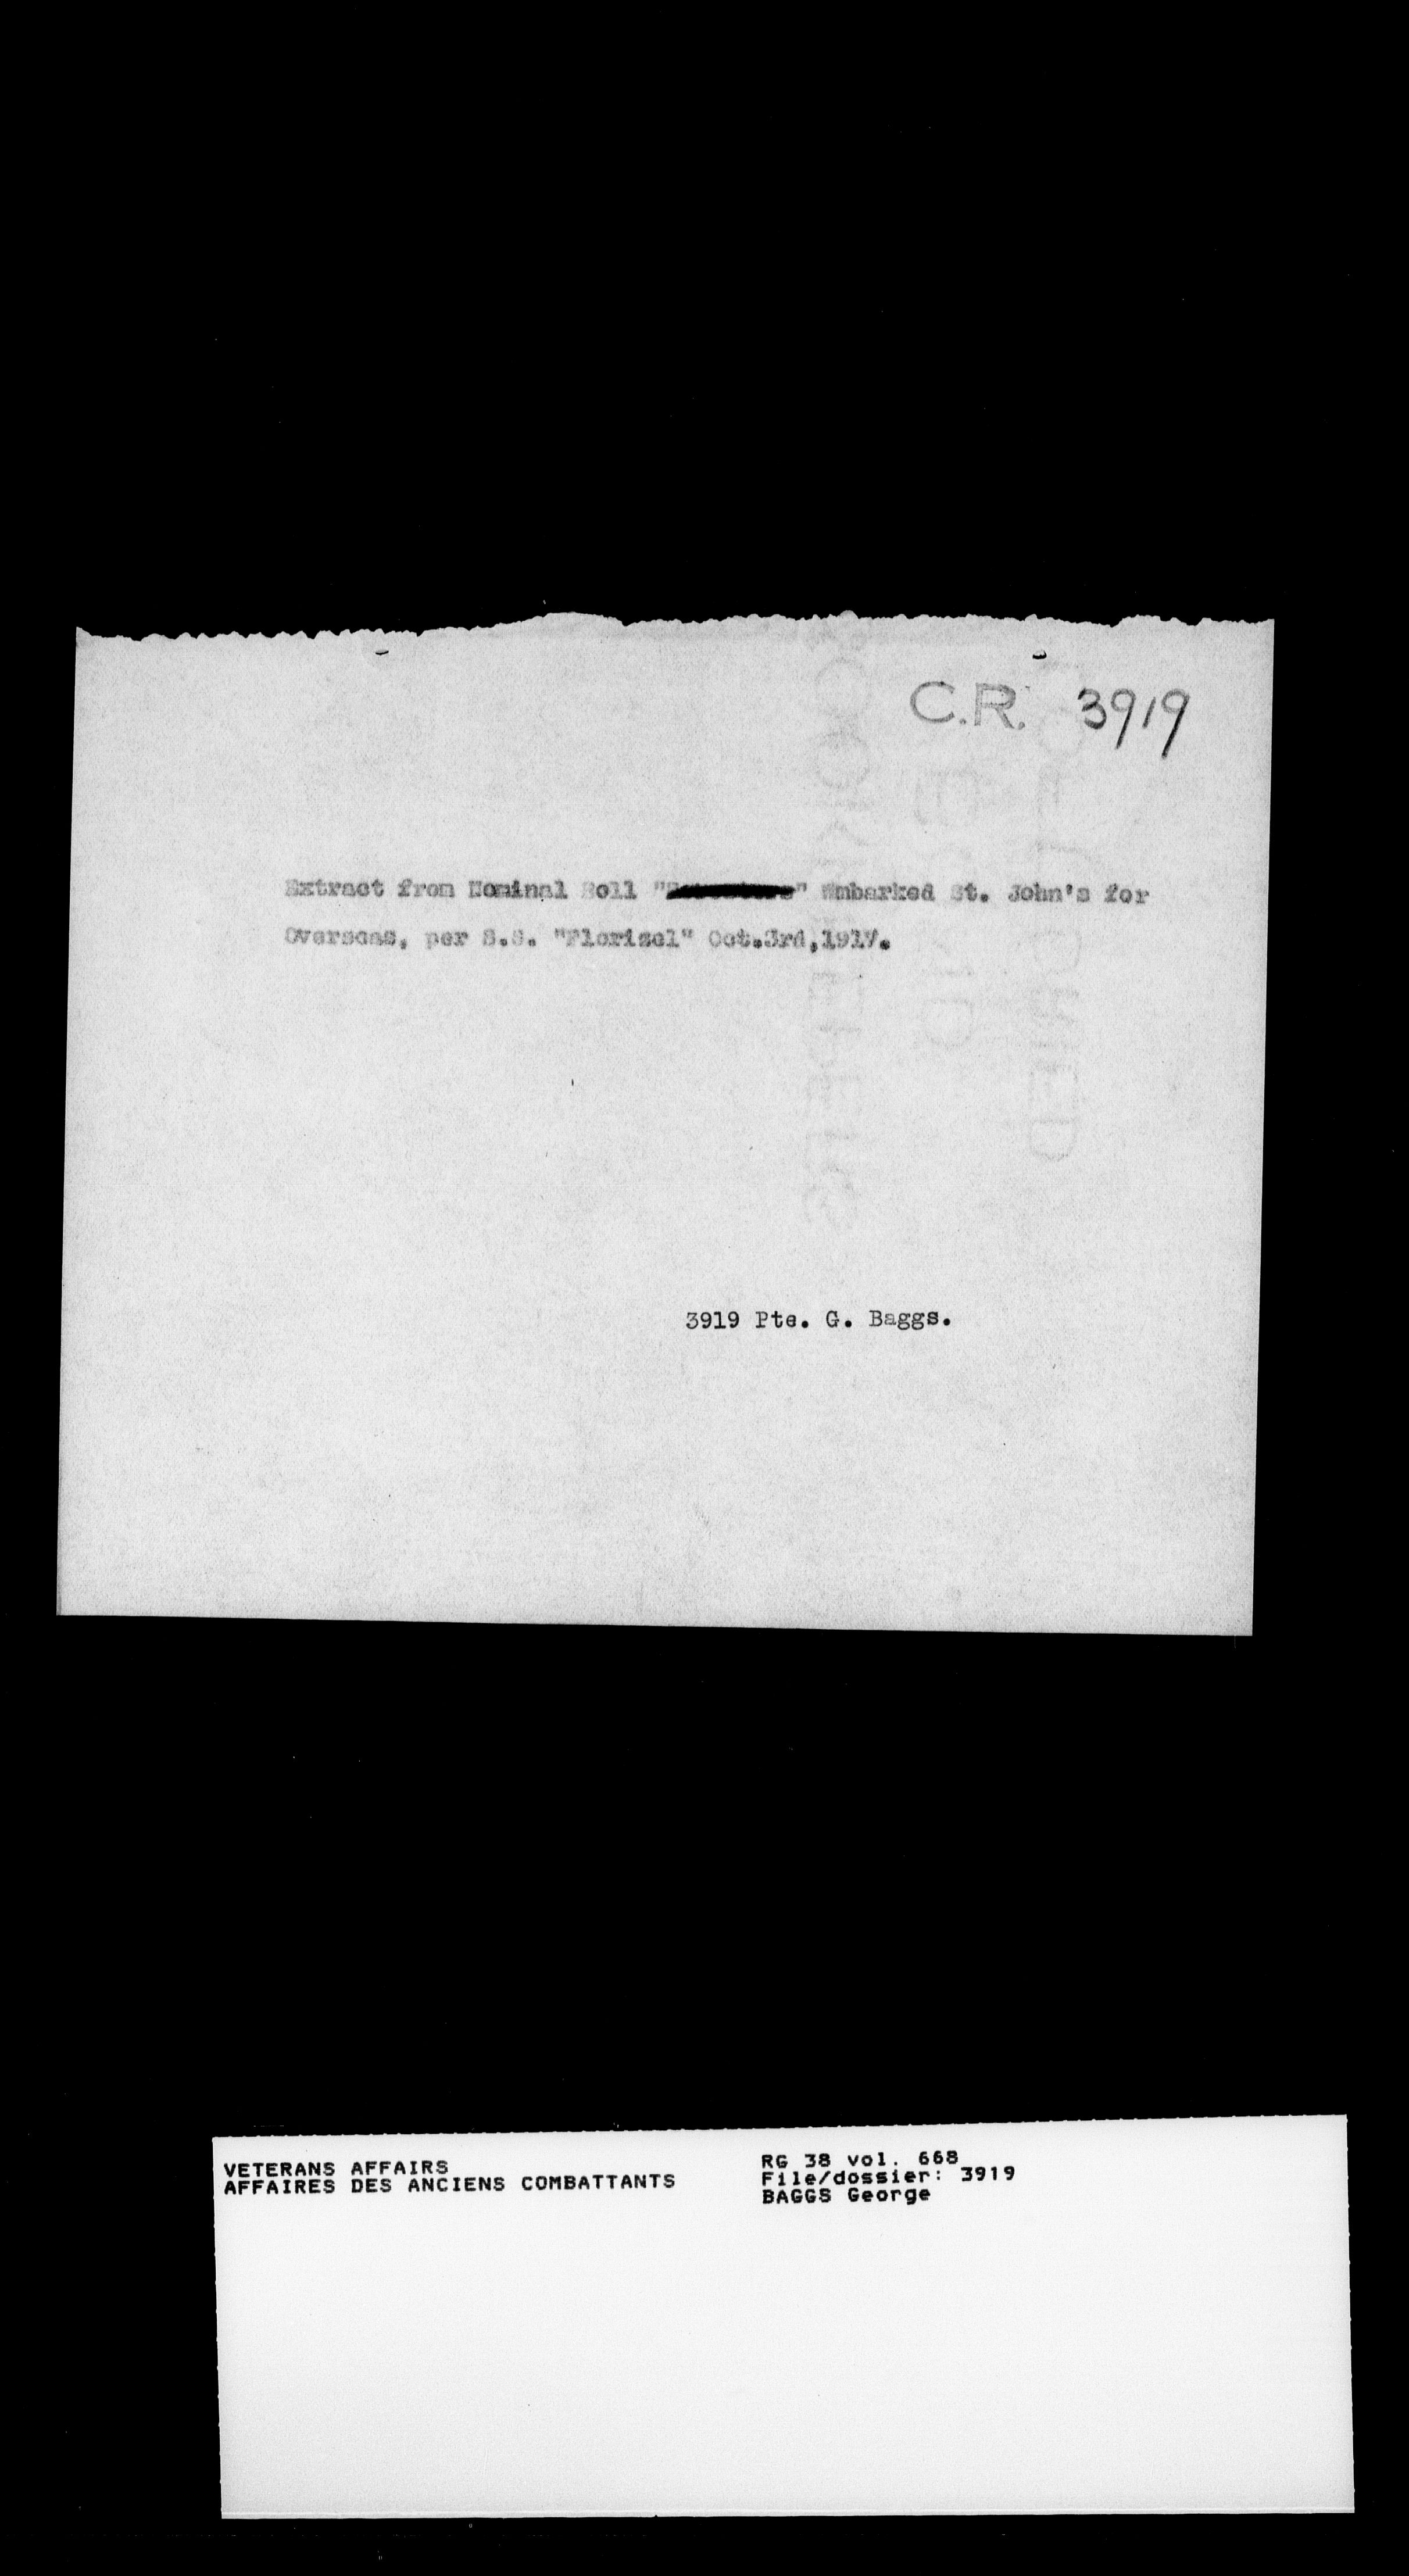 C.R. 3919
Extract from Nominal Roll "" Embarked St. John's for
Overseas, per S.S. "Florizel" Oct.3rd,1917.
3919 Pte. G. Baggs.
VETERANS AFFAIRS
AFFAIRES DES ANCIENS COMBATTANTS
RG 38 vol. 668
File/dossier: 3919
BAGGS George